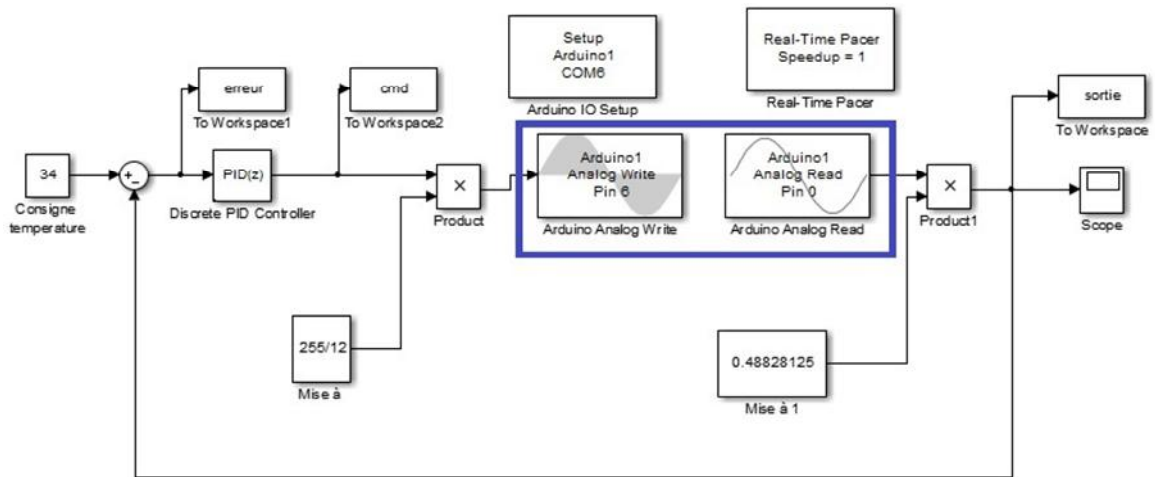 Setup
Arduino1
COM6
Arduino IO Setup
Real-Time Pacer
Speedup = 1
Real-Time Pacer
erreur
To Workspace1
cmd
To Workspace2
sortie
To Workspace
34
Consigne
temperature
+
-
PID(z)
Discrete PID Controller
×
Product
Arduino1
Analog Write
Pin 6
Arduino Analog Write
Arduino1
Analog Read
Pin 0
Arduino Analog Read
×
Product1
Scope
255/12
Mise à
0.48828125
Mise à 1